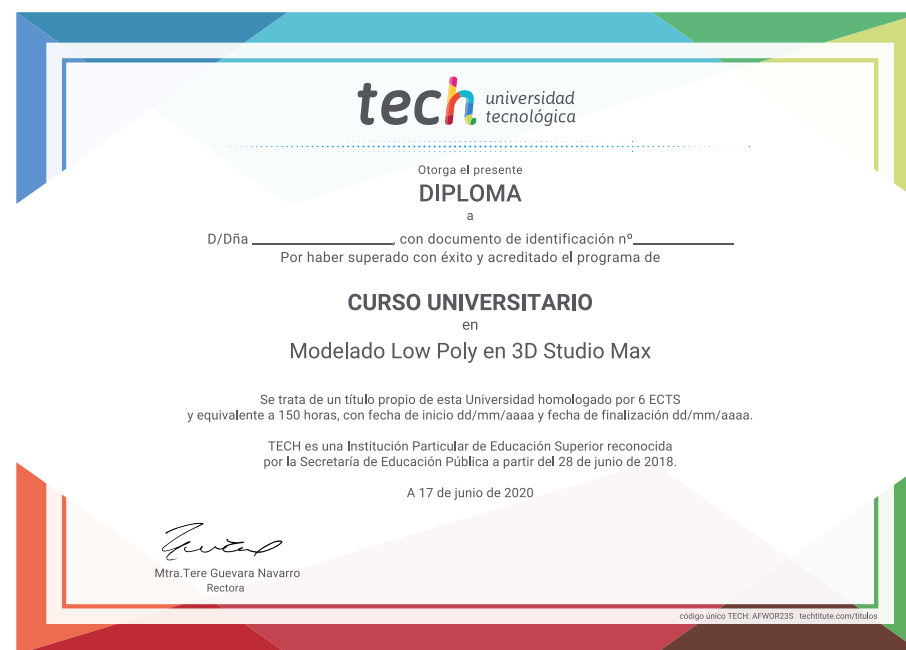 tech universidad
tecnológica
Otorga el presente
DIPLOMA
a
D/Dña ____________________, con documento de identificación nº______________
Por haber superado con éxito y acreditado el programa de
CURSO UNIVERSITARIO
en
Modelado Low Poly en 3D Studio Max
Se trata de un título propio de esta Universidad homologado por 6 ECTS
y equivalente a 150 horas, con fecha de inicio dd/mm/aaaa y fecha de finalización dd/mm/aaaa.
TECH es una Institución Particular de Educación Superior reconocida
por la Secretaría de Educación Pública a partir del 28 de junio de 2018.
A 17 de junio de 2020
Mtra.Tere Guevara Navarro
Rectora
código único TECH: AFWOR23S techtitute.com/titulos